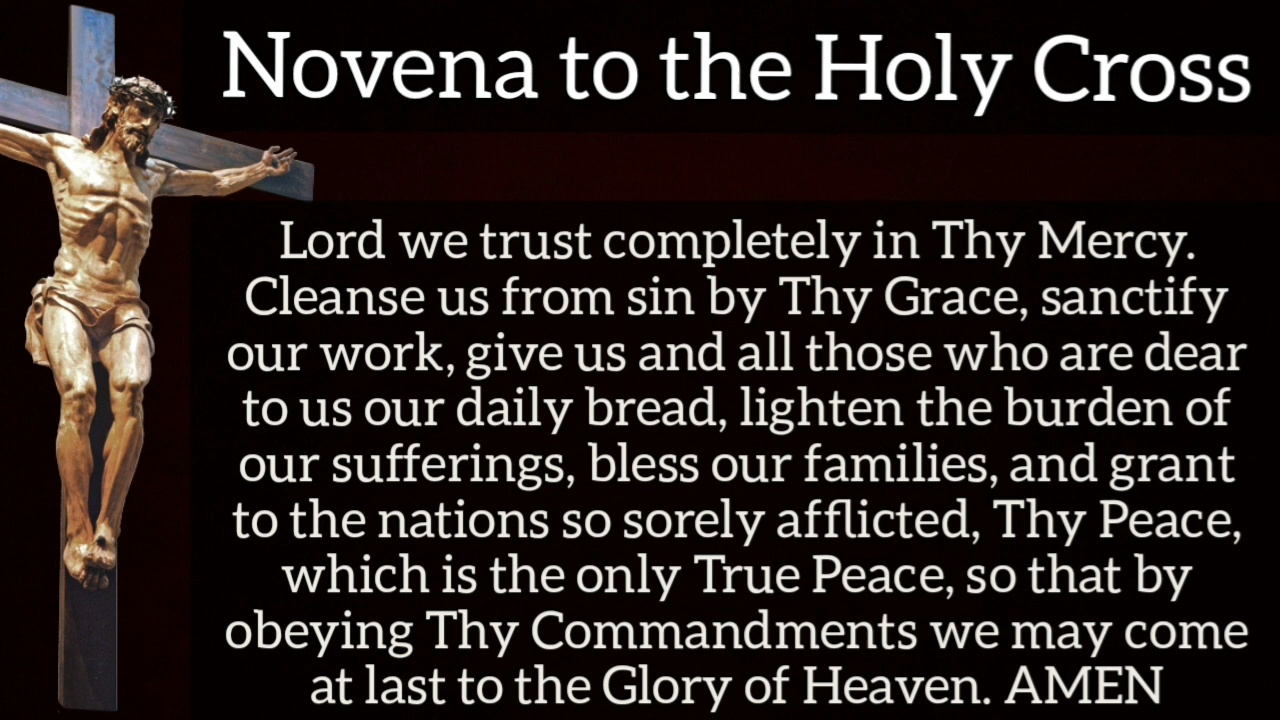 Novena to the Holy Cross
Lord we trust completely in Thy Mercy.
Cleanse us from sin by Thy Grace, sanctify
our work, give us and all those who are dear
to us our daily bread, lighten the burden of
our sufferings, bless our families, and grant
to the nations so sorely afflicted, Thy Peace,
which is the only True Peace, so that by
obeying Thy Commandments we may come
at last to the Glory of Heaven. AMEN